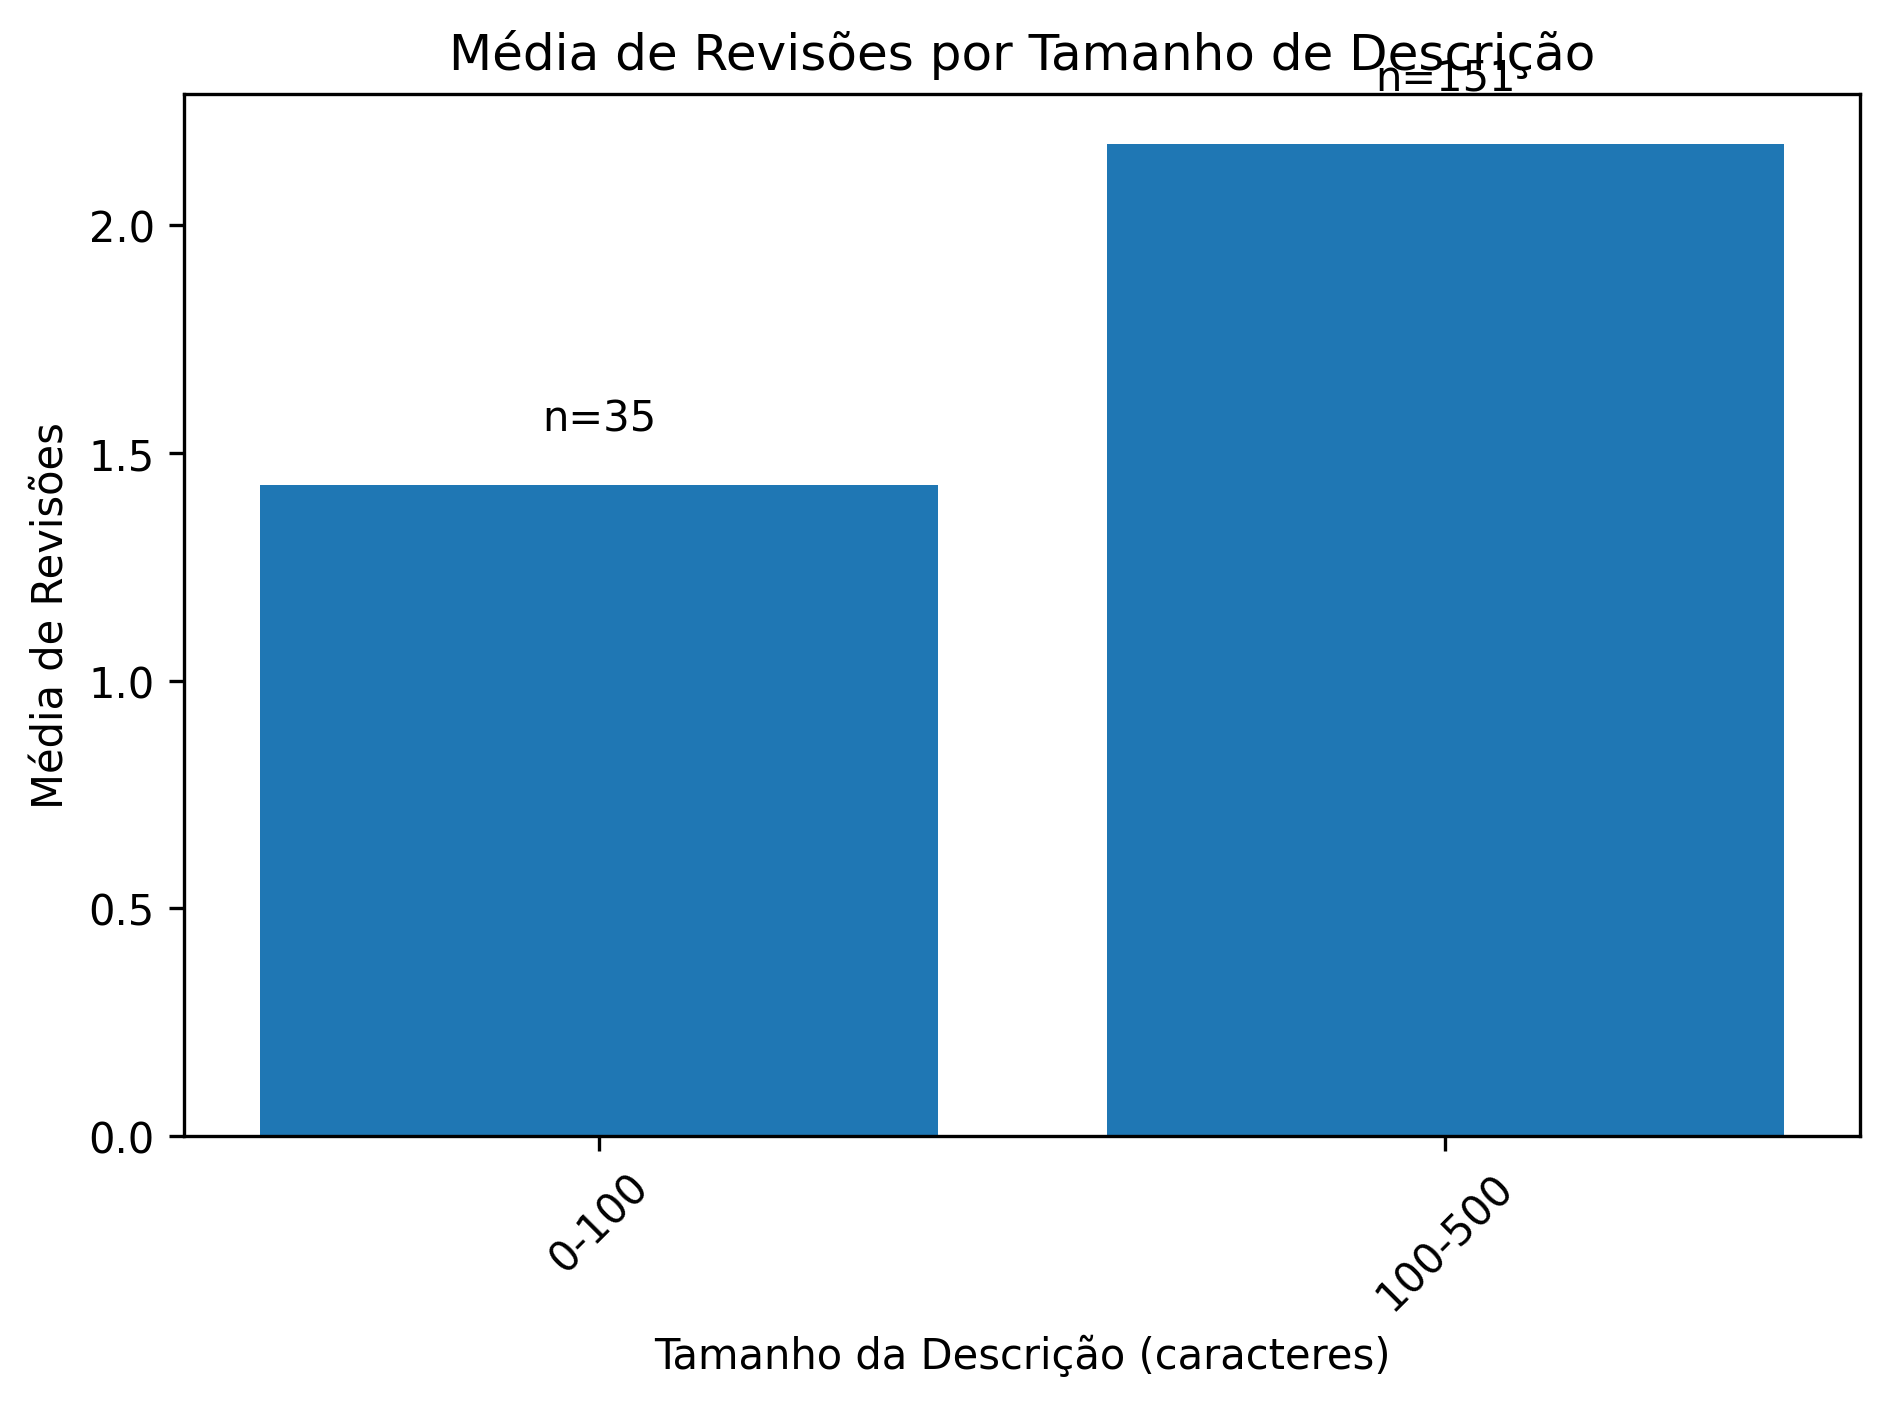 Média de Revisões por Tamanho de Descrição
n=151
n=35
Média de Revisões
2.0
1.5
1.0
0.5
0.0
0-100
100-500
Tamanho da Descrição (caracteres)